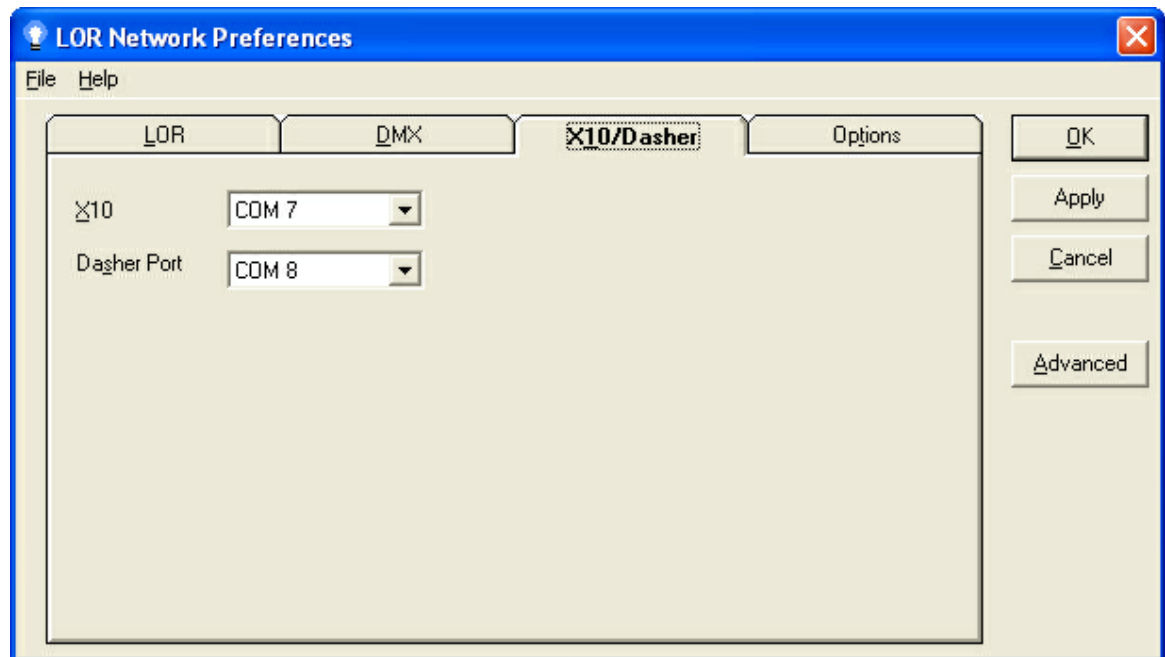 LOR Network Preferences
File Help
LOR DMX X10/Dasher Options
OK
X10 COM 7
Apply
Dasher Port COM 8
Cancel
Advanced